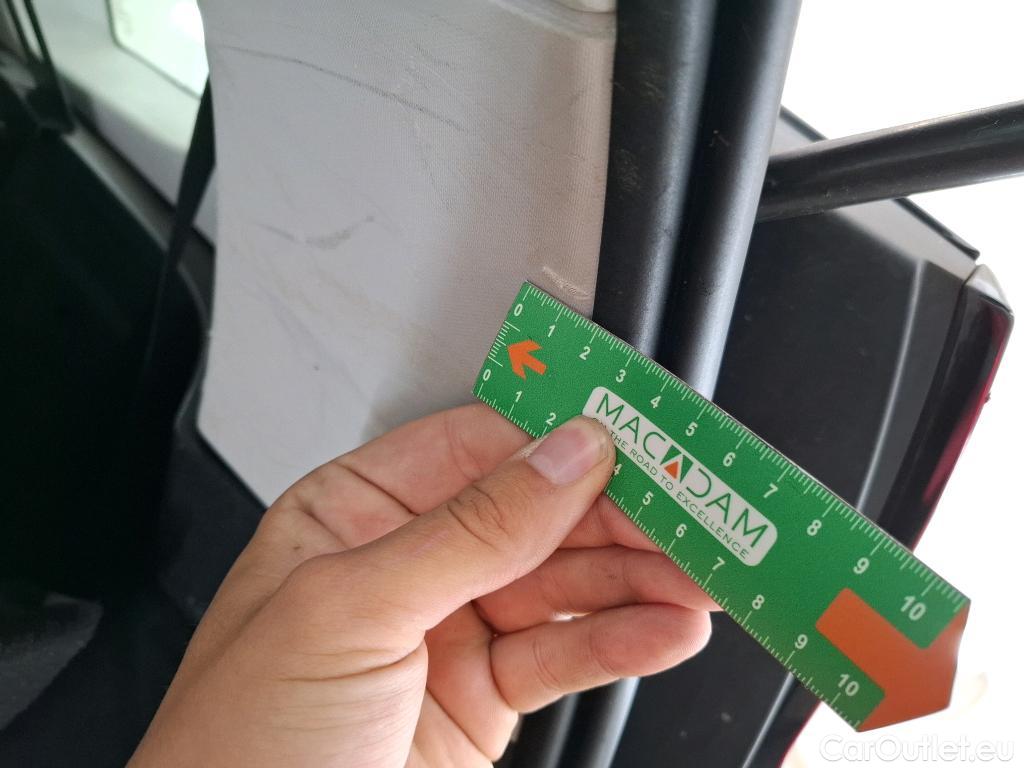 0 1 2 3 4 5 6 7 8 9 10
MACADAM
THE ROAD TO EXCELLENCE
0 1 2 4 5 6 7 8 9 10
CarOutlet.eu